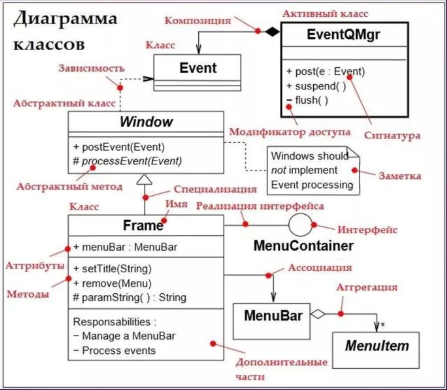 Диаграмма
классов
Композиция
Активный класс
EventQMgr
+ post(e : Event)
+ suspend( )
– flush( )
Класс
Event
Зависимость
Абстрактный класс
Window
+ postEvent(Event)
# processEvent(Event)
Модификатор доступа
Сигнатура
Windows should
not implement
Event processing
Заметка
Абстрактный метод
Специализация
Класс
Имя
Реализация интерфейса
Frame
MenuContainer
Интерфейс
Аттрибуты
+ menuBar : MenuBar
Методы
+ setTitle(String)
+ remove(Menu)
# paramString( ) : String
Ассоциация
Аггрегация
MenuBar
*
MenuItem
Responsabilities :
– Manage a MenuBar
– Process events
Дополнительные
части